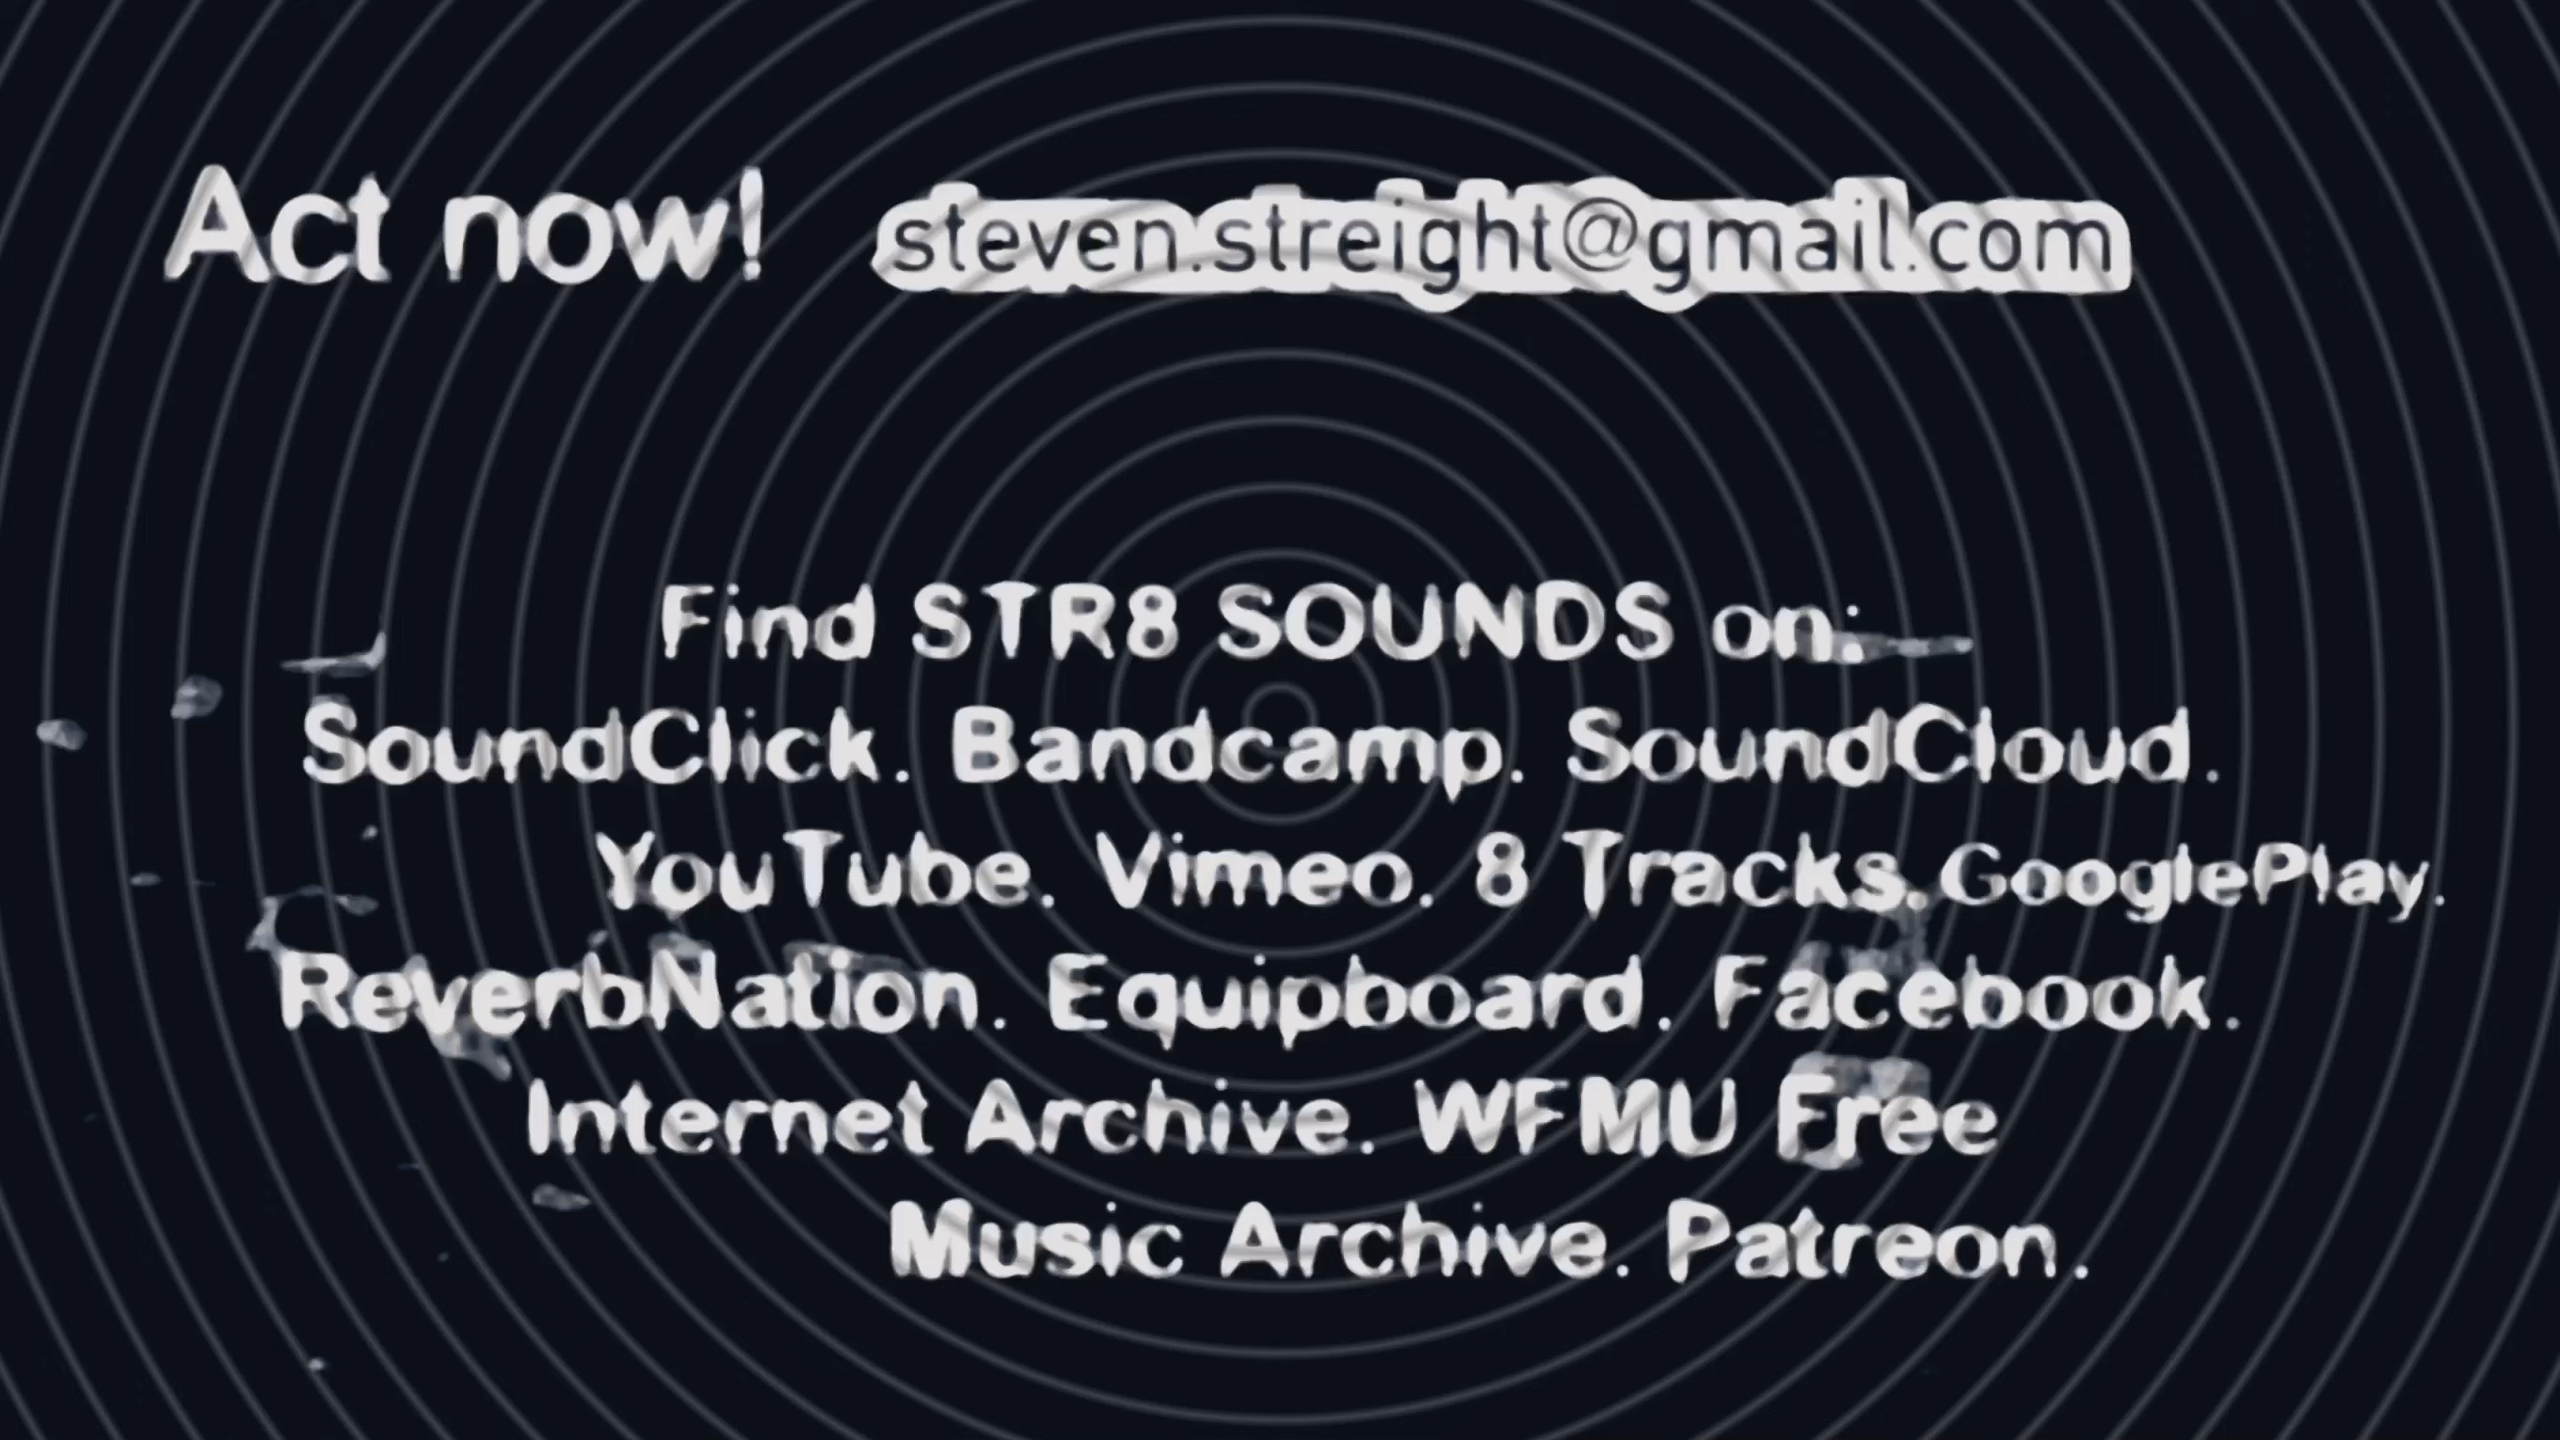 Act now! steven.streight@gmail.com
Find STR8 SOUNDS on:
SoundClick. Bandcamp. SoundCloud.
YouTube. Vimeo. 8 Tracks. GooglePlay.
ReverbNation. Equipboard. Facebook.
Internet Archive. WFMU Free
Music Archive. Patreon.